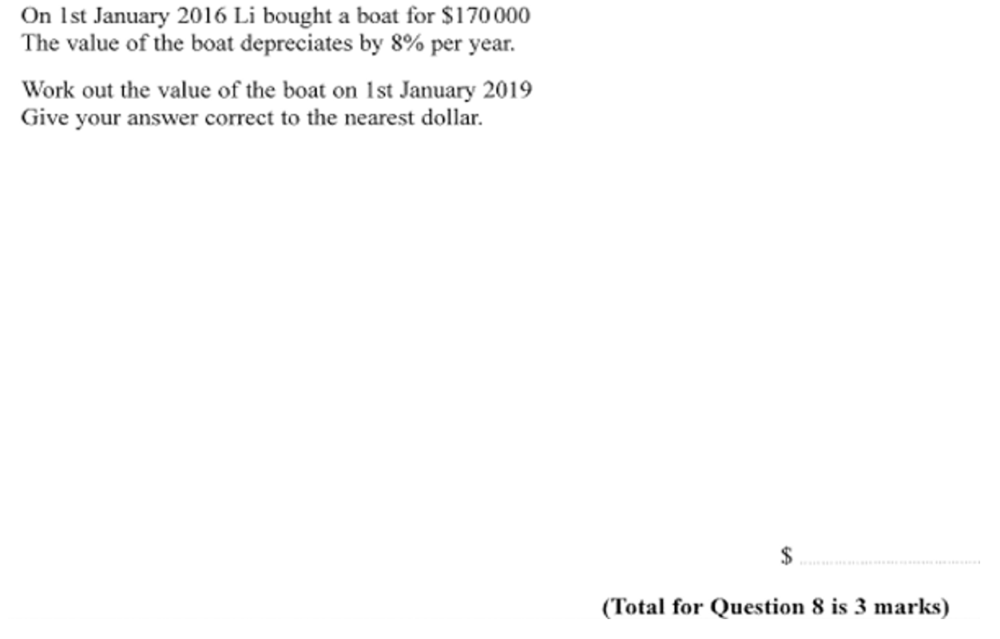 On 1st January 2016 Li bought a boat for $170 000
The value of the boat depreciates by 8% per year.
Work out the value of the boat on 1st January 2019
Give your answer correct to the nearest dollar.
$
(Total for Question 8 is 3 marks)